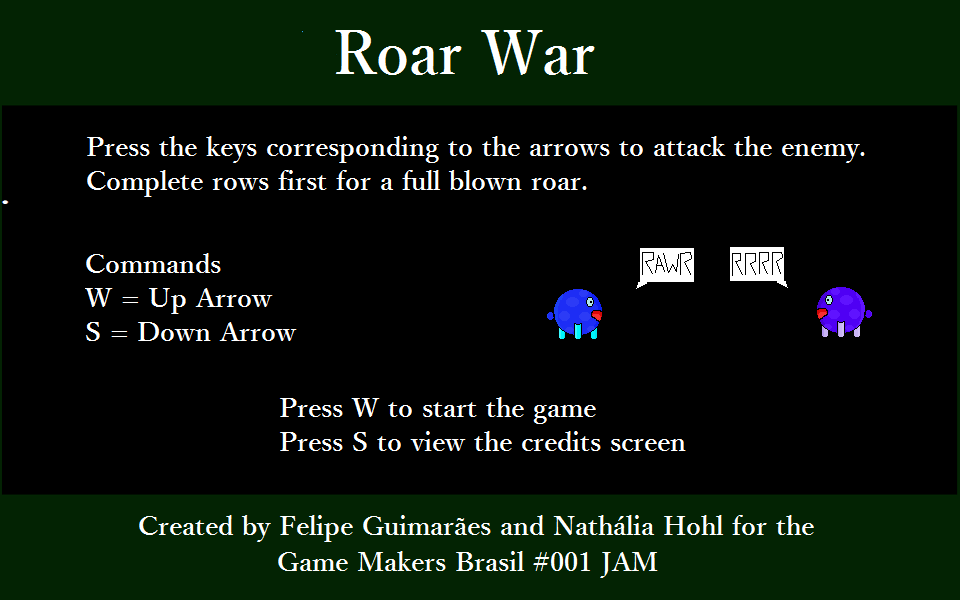 Roar War
Press the keys corresponding to the arrows to attack the enemy.
Complete rows first for a full blown roar.
Commands
W = Up Arrow
S = Down Arrow
RAWR
RRRR
Press W to start the game
Press S to view the credits screen
Created by Felipe Guimarães and Nathália Hohl for the
Game Makers Brasil #001 JAM